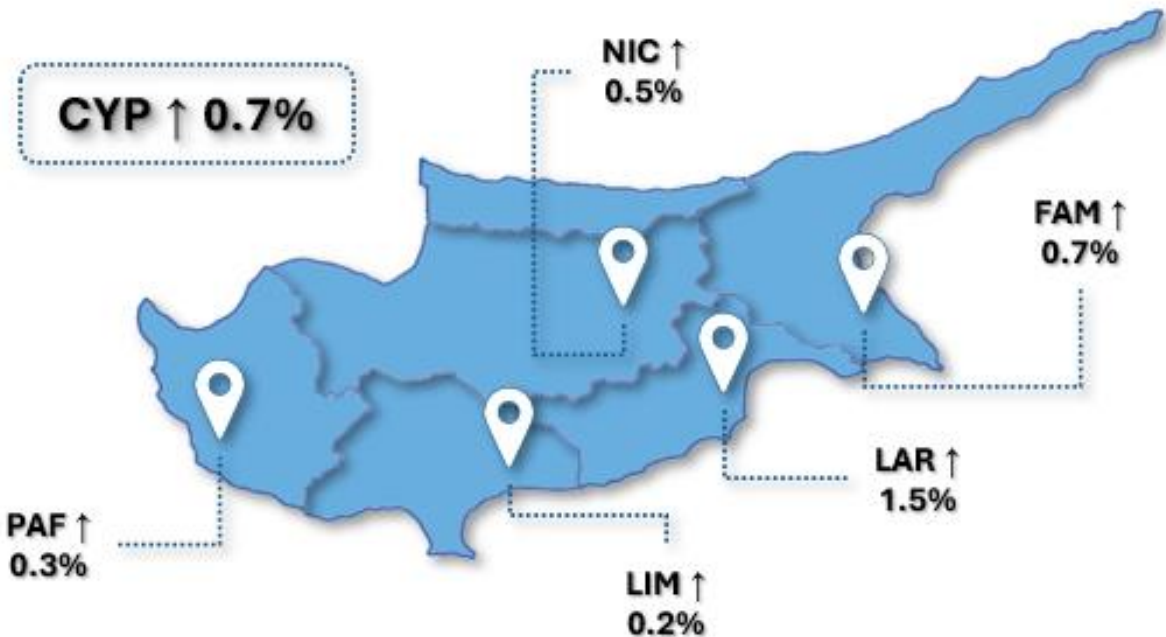 CYP ↑ 0.7%
NIC ↑
0.5%
FAM ↑
0.7%
LAR ↑
1.5%
PAF ↑
0.3%
LIM ↑
0.2%